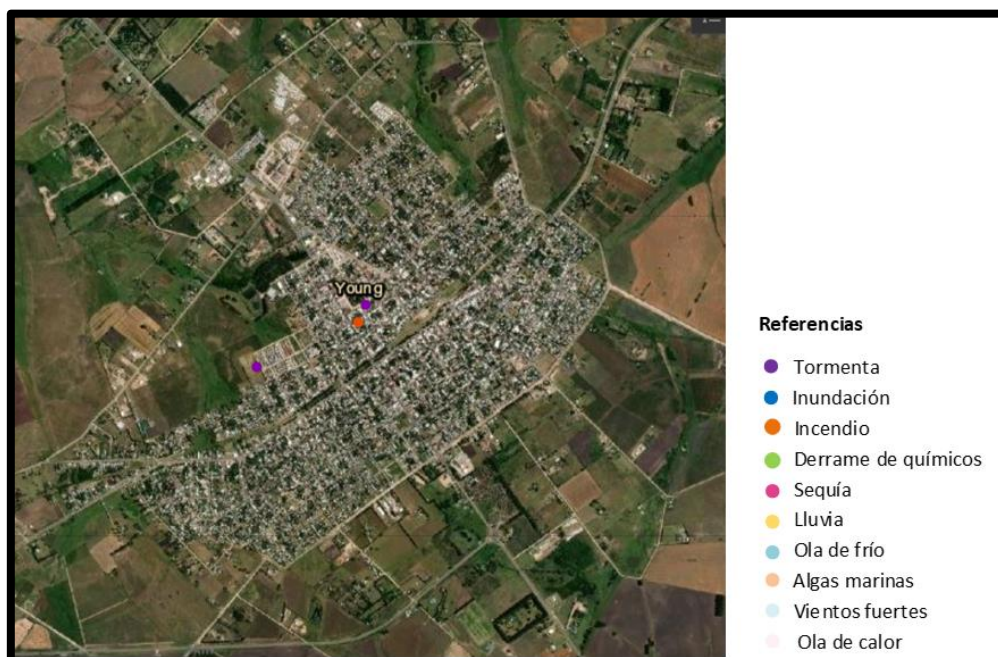 Young
Referencias
Tormenta
Inundación
Incendio
Derrame de químicos
Sequía
Lluvia
Ola de frío
Algas marinas
Vientos fuertes
Ola de calor